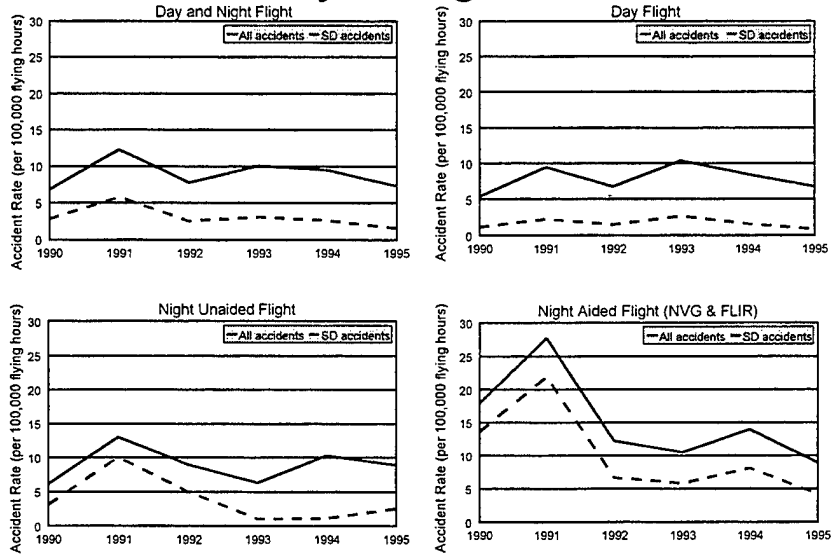 Day and Night Flight
All accidents SD accidents
Accident Rate (per 100,000 flying hours)
30
25
20
15
10
5
0
1990 1991 1992 1993 1994 1995
Day Flight
All accidents SD accidents
Accident Rate (per 100,000 flying hours)
30
25
20
15
10
5
0
1990 1991 1992 1993 1994 1995
Night Unaided Flight
All accidents SD accidents
Accident Rate (per 100,000 flying hours)
30
25
20
15
10
5
0
1990 1991 1992 1993 1994 1995
Night Aided Flight (NVG & FLIR)
All accidents SD accidents
Accident Rate (per 100,000 flying hours)
30
25
20
15
10
5
0
1990 1991 1992 1993 1994 1995